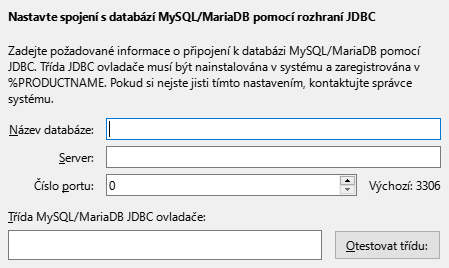 Nastavte spojení s databází MySQL/MariaDB pomocí rozhraní JDBC
Zadejte požadované informace o připojení k databázi MySQL/MariaDB pomocí
JDBC. Třída JDBC ovladače musí být nainstalována v systému a zaregistrována v
%PRODUCTNAME. Pokud si nejste jisti tímto nastavením, kontaktujte správce
systému.
Název databáze:
Server:
Číslo portu: 0 Výchozí: 3306
Třída MySQL/MariaDB JDBC ovladače:
Otestovat třídu: